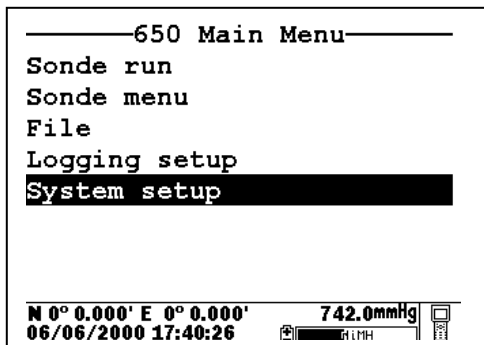 650 Main Menu
Sonde run
Sonde menu
File
Logging setup
System setup
N 0° 0.000' E 0° 0.000' 742.0mmHg
06/06/2000 17:40:26 NiMH